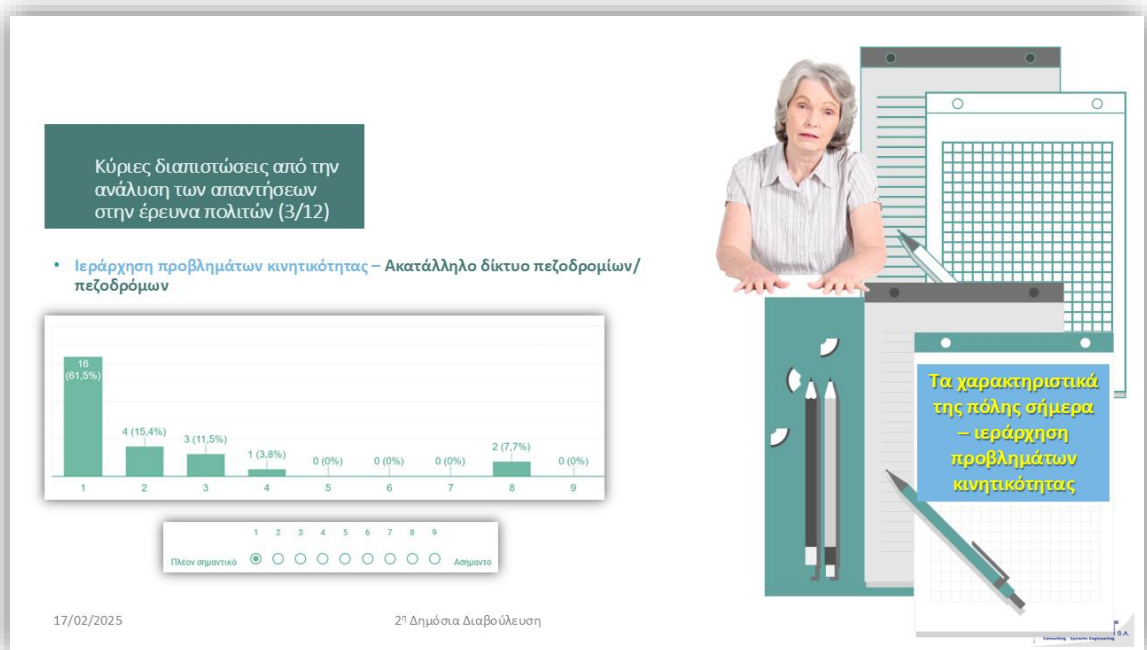 Κύριες διαπιστώσεις από την
ανάλυση των απαντήσεων
στην έρευνα πολιτών (3/12)
• Ιεράρχηση προβλημάτων κινητικότητας – Ακατάλληλο δίκτυο πεζοδρομίων/
πεζοδρόμων
16
(61,5%)
4 (15,4%)
3 (11,5%)
1 (3,8%)
0 (0%)
0 (0%)
0 (0%)
2 (7,7%)
0 (0%)
1 2 3 4 5 6 7 8 9
1 2 3 4 5 6 7 8 9
Πλέον σημαντικό
Ασήμαντο
Τα χαρακτηριστικά
της πόλης σήμερα
– ιεράρχηση
προβλημάτων
κινητικότητας
17/02/2025
2η Δημόσια Διαβούλευση
S.A.
Consulting - Systems Engineering